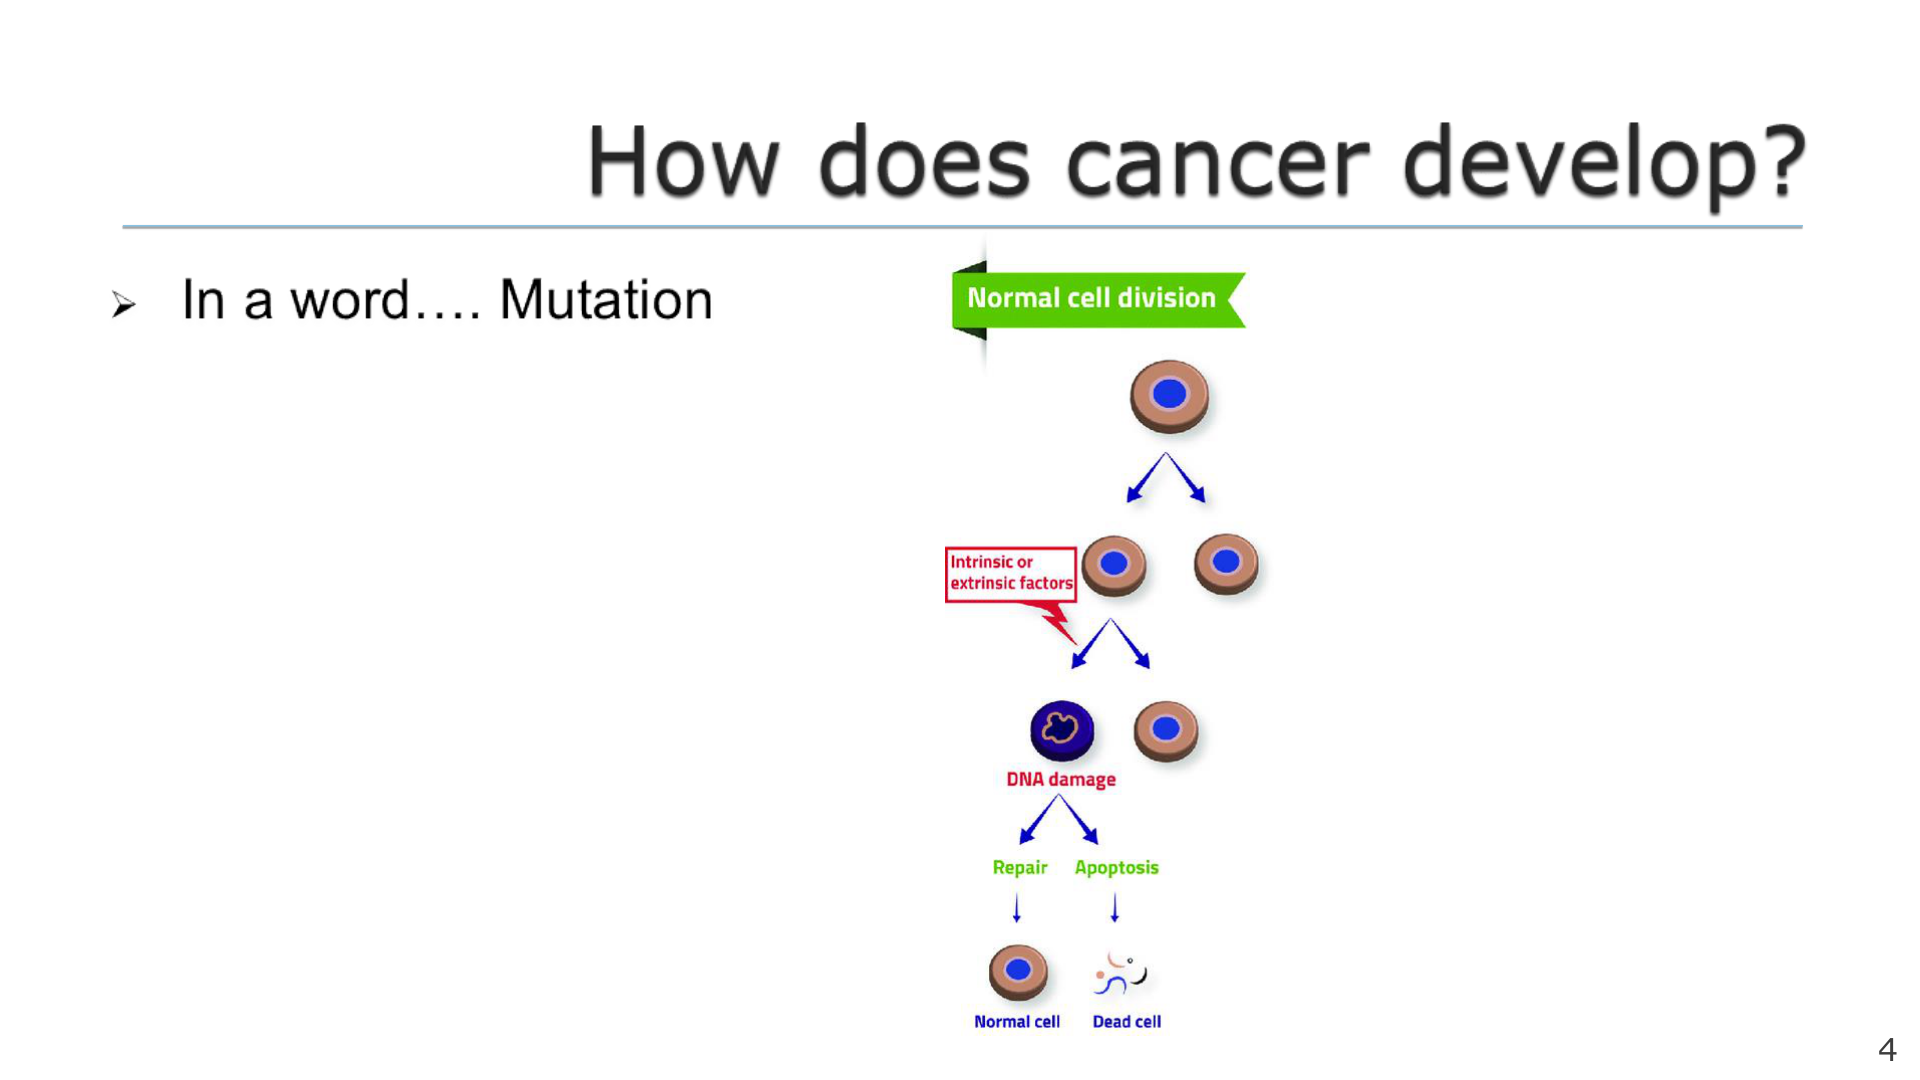 How does cancer develop?
➢ In a word…. Mutation
Normal cell division
Intrinsic or
extrinsic factors
DNA damage
Repair Apoptosis
Normal cell Dead cell
4